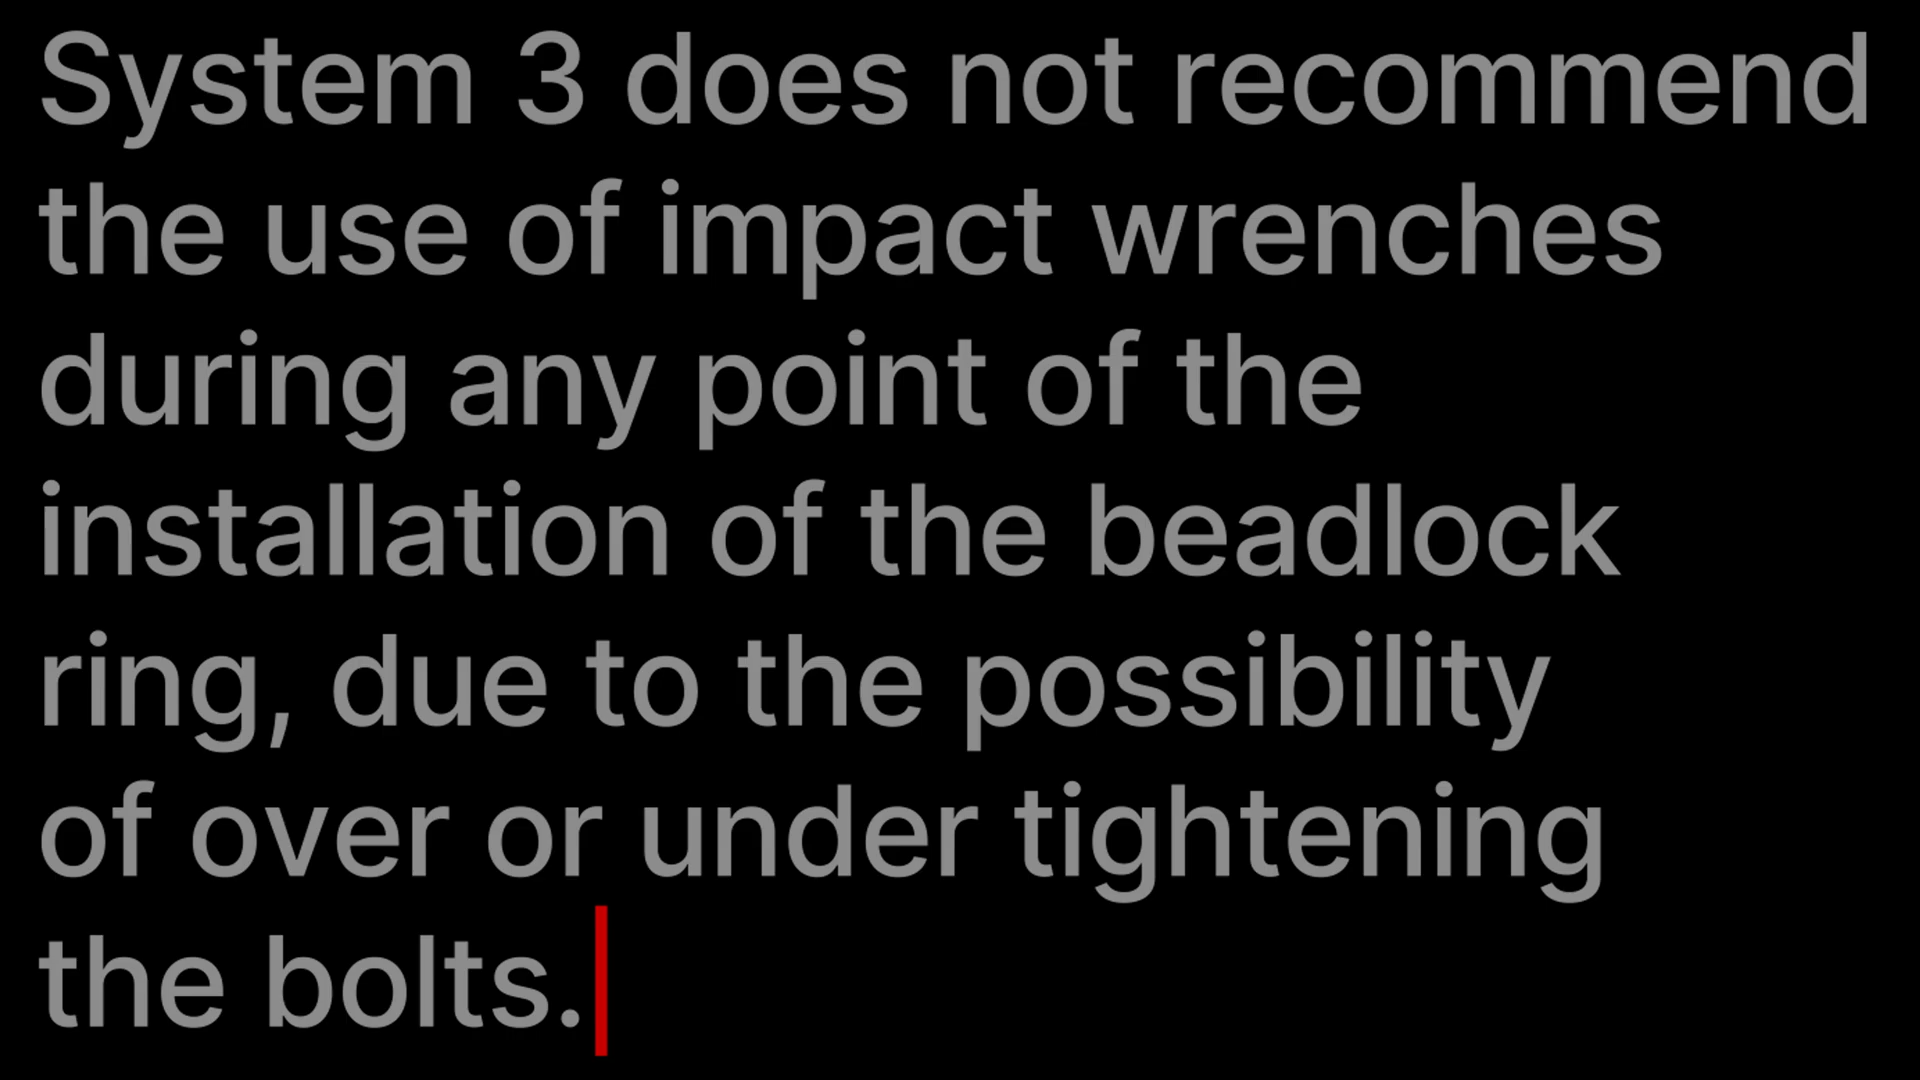 System 3 does not recommend
the use of impact wrenches
during any point of the
installation of the beadlock
ring, due to the possibility
of over or under tightening
the bolts.